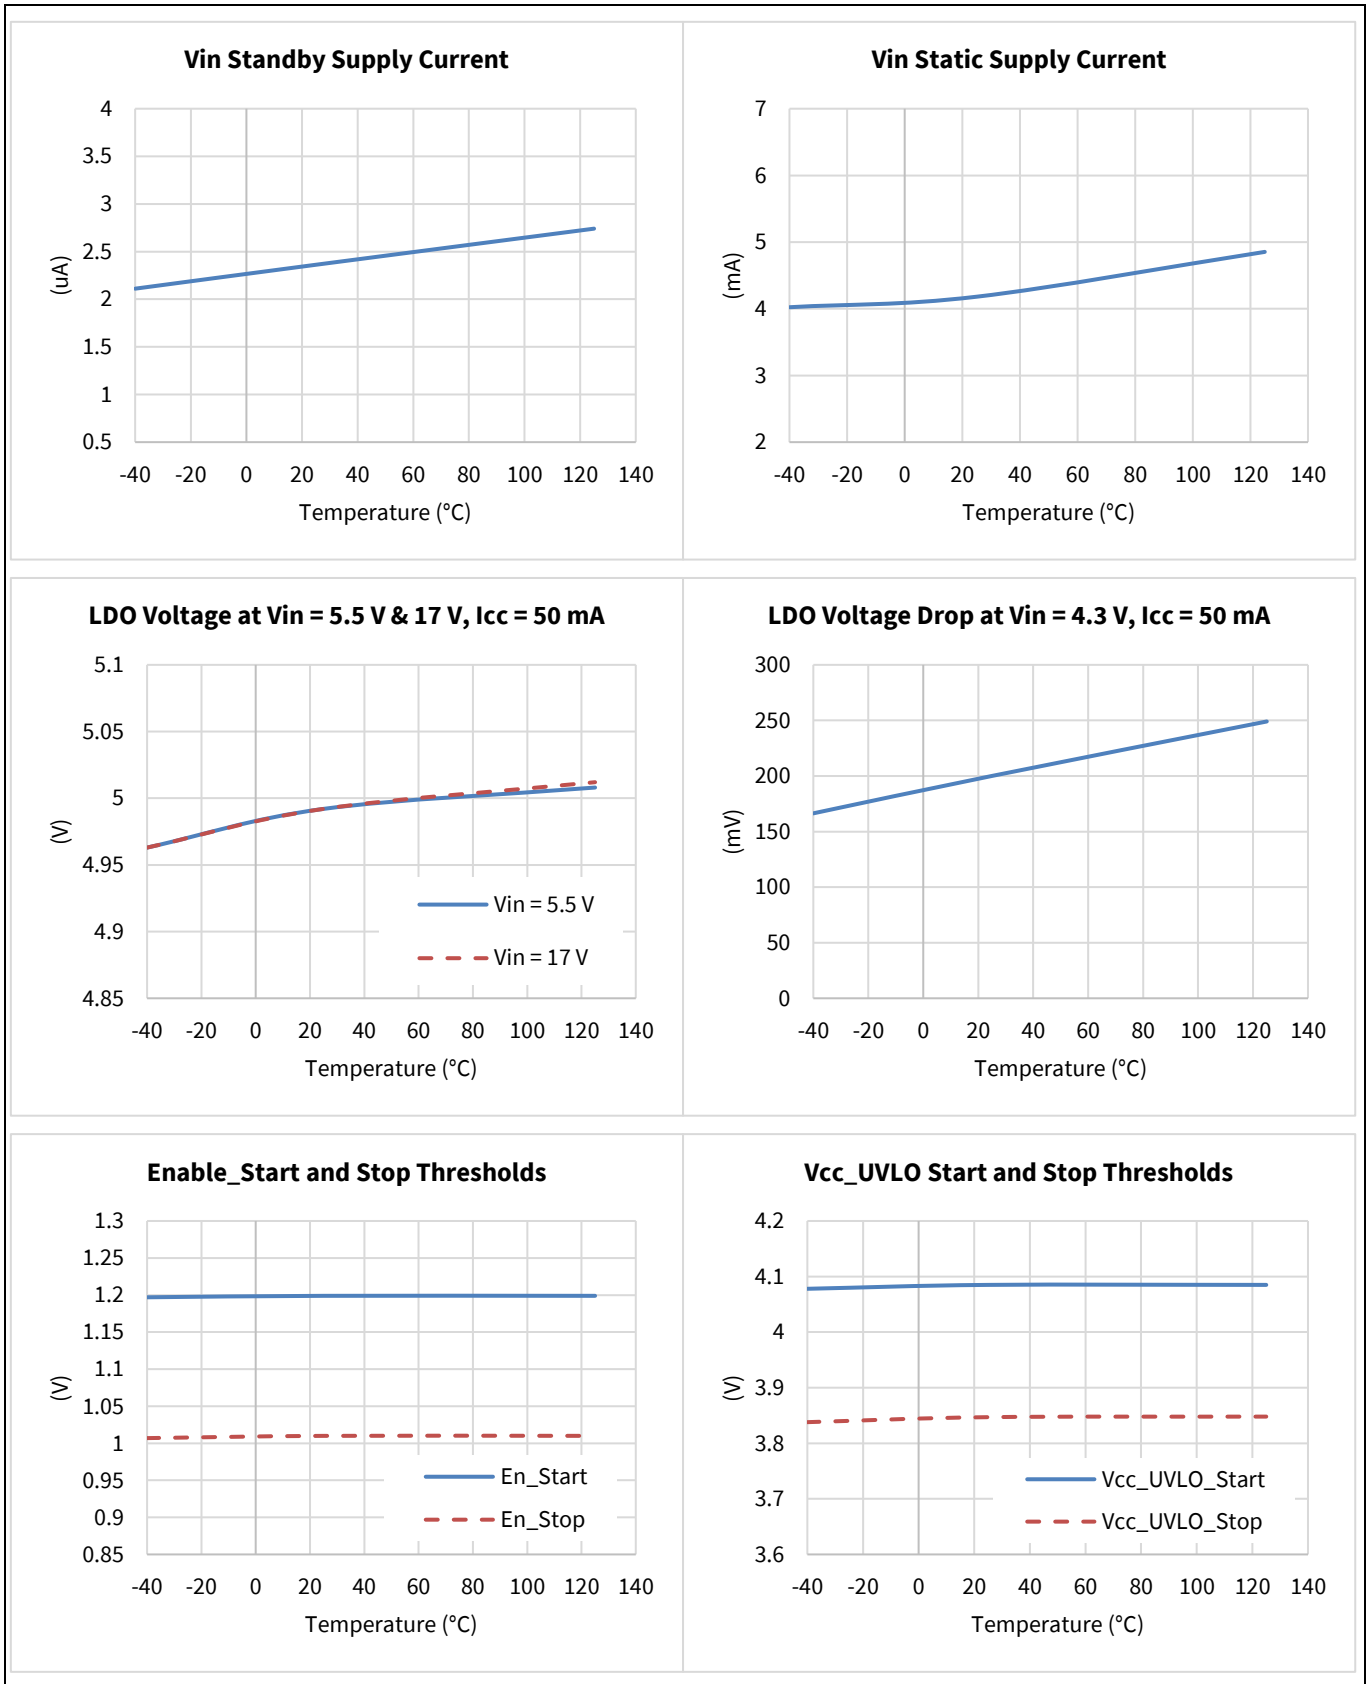 Vin Standby Supply Current
4
3.5
3
2.5
2
1.5
1
0.5
(uA)
-40 -20 0 20 40 60 80 100 120 140
Temperature (°C)
Vin Static Supply Current
7
6
5
4
3
2
(mA)
-40 -20 0 20 40 60 80 100 120 140
Temperature (°C)
LDO Voltage at Vin = 5.5 V & 17 V, Icc = 50 mA
5.1
5.05
5
4.95
4.9
4.85
(V)
Vin = 5.5 V
Vin = 17 V
-40 -20 0 20 40 60 80 100 120 140
Temperature (°C)
LDO Voltage Drop at Vin = 4.3 V, Icc = 50 mA
300
250
200
150
100
50
0
(mV)
-40 -20 0 20 40 60 80 100 120 140
Temperature (°C)
Enable_Start and Stop Thresholds
1.3
1.25
1.2
1.15
1.1
1.05
1
0.95
0.9
0.85
(V)
En_Start
En_Stop
-40 -20 0 20 40 60 80 100 120 140
Temperature (°C)
Vcc_UVLO Start and Stop Thresholds
4.2
4.1
4
3.9
3.8
3.7
3.6
(V)
Vcc_UVLO_Start
Vcc_UVLO_Stop
-40 -20 0 20 40 60 80 100 120 140
Temperature (°C)